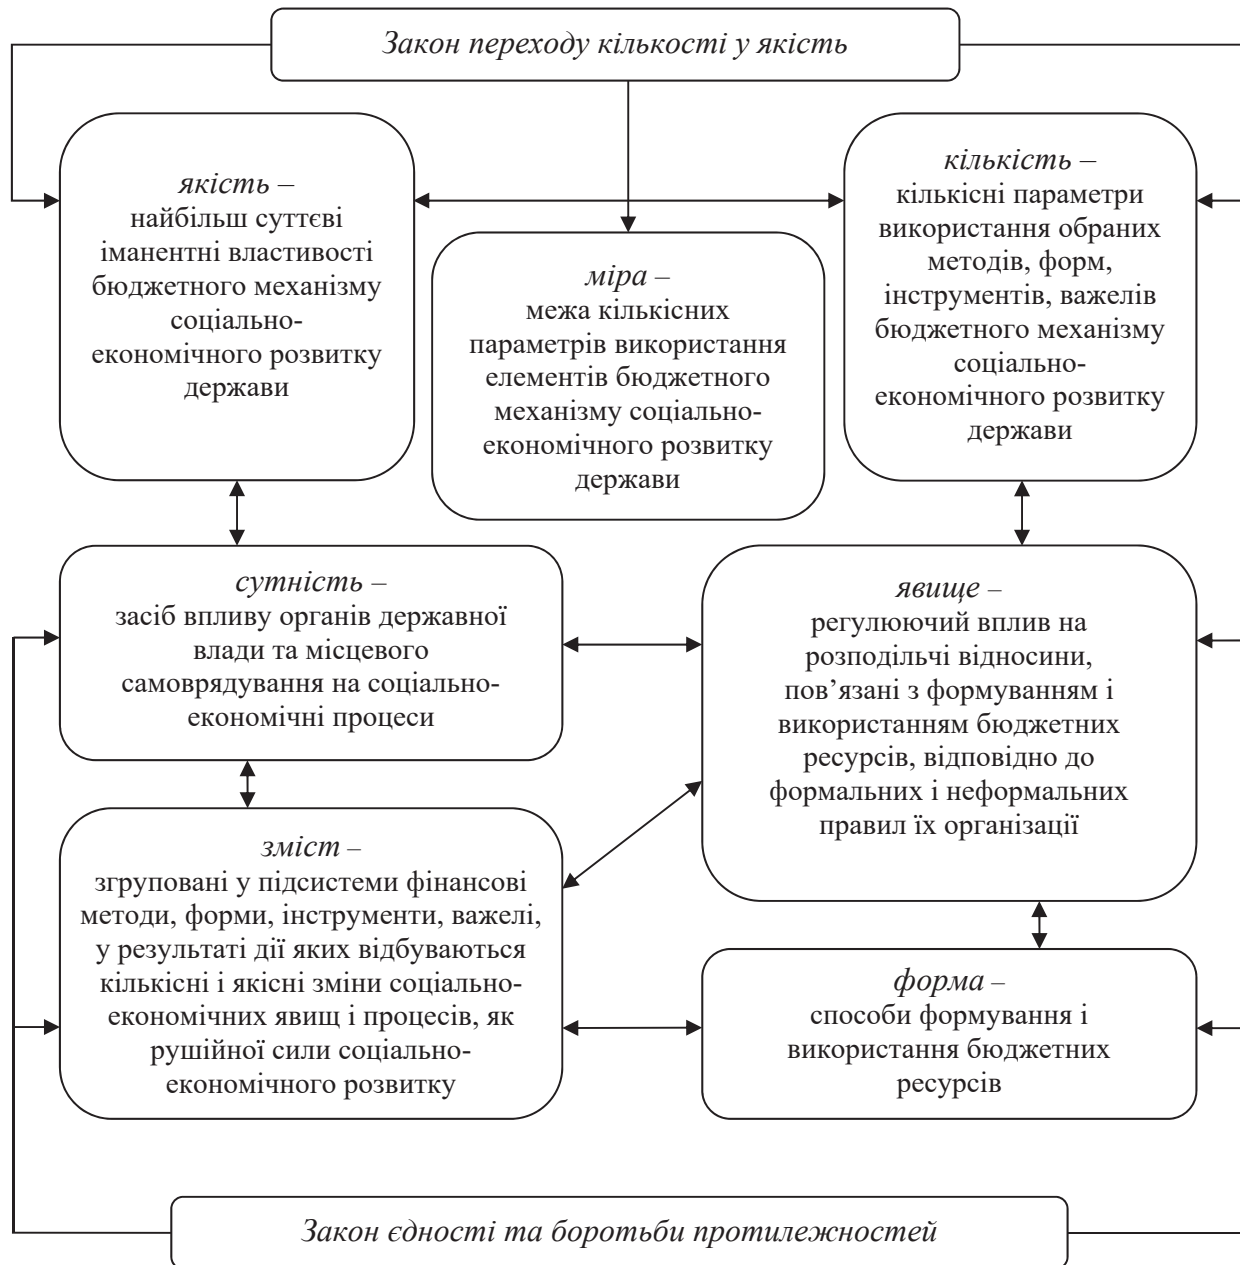 Закон переходу кількості у якість
якість –
найбільш суттєві
іманентні властивості
бюджетного механізму
соціально-
економічного розвитку
держави
міра –
межа кількісних
параметрів використання
елементів бюджетного
механізму соціально-
економічного розвитку
держави
кількість –
кількісні параметри
використання обраних
методів, форм,
інструментів, важелів
бюджетного механізму
соціально-
економічного розвитку
держави
сутність –
засіб впливу органів державної
влади та місцевого
самоврядування на соціально-
економічні процеси
явище –
регулюючий вплив на
розподільчі відносини,
пов’язані з формуванням і
використанням бюджетних
ресурсів, відповідно до
формальних і неформальних
правил їх організації
зміст –
згруповані у підсистеми фінансові
методи, форми, інструменти, важелі,
у результаті дії яких відбуваються
кількісні і якісні зміни соціально-
економічних явищ і процесів, як
рушійної сили соціально-
економічного розвитку
форма –
способи формування і
використання бюджетних
ресурсів
Закон єдності та боротьби протилежностей